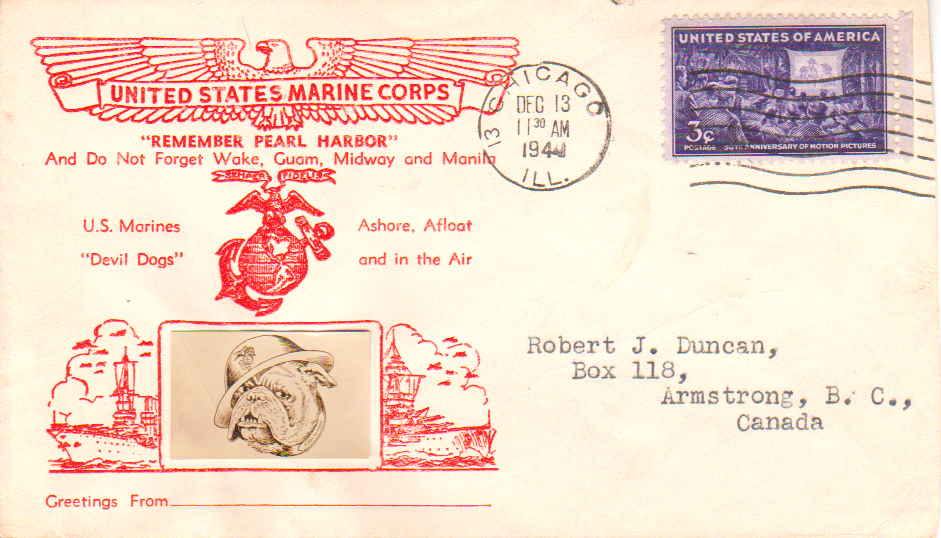 UNITED STATES MARINE CORPS
"REMEMBER PEARL HARBOR"
And Do Not Forget Wake, Guam, Midway and Manila
SEMPER FIDELIS
U.S. Marines
"Devil Dogs"
Ashore, Afloat
and in the Air
Greetings From
13 CHICAGO
DEC 13
11 30 AM
1944
ILL.
UNITED STATES OF AMERICA
3¢
POSTAGE 50TH ANNIVERSARY OF MOTION PICTURES
Robert J. Duncan,
Box 118,
Armstrong, B. C.,
Canada